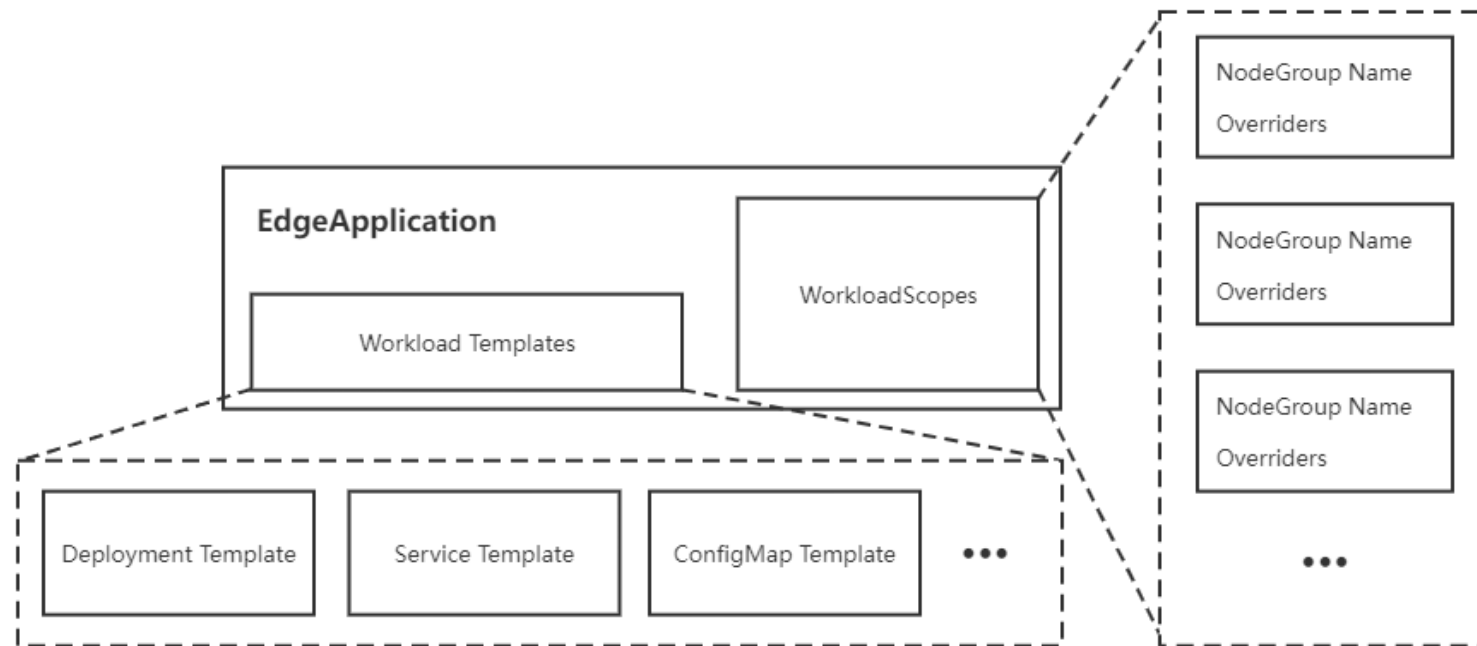 EdgeApplication
Workload Templates
WorkloadScopes
Deployment Template
Service Template
ConfigMap Template
•••
NodeGroup Name
Overriders
NodeGroup Name
Overriders
NodeGroup Name
Overriders
•••